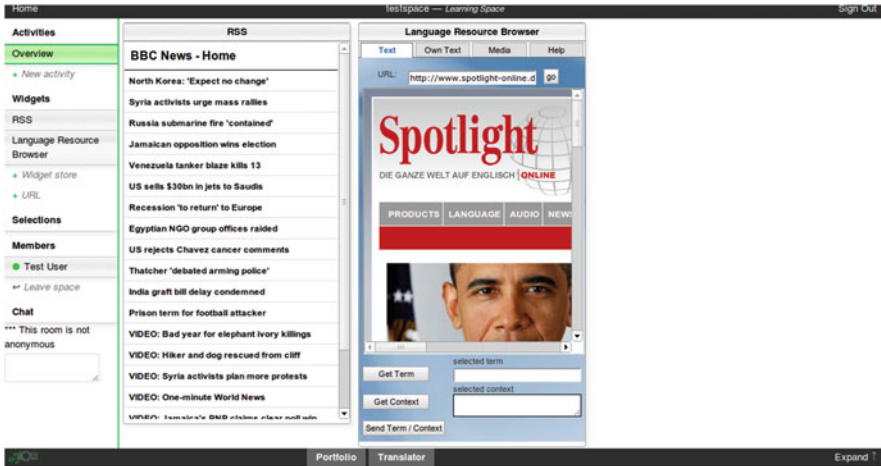 Home
testspace — Learning Space
Sign Out
Activities
Overview
+ New activity
Widgets
RSS
Language Resource
Browser
+ Widget store
+ URL
Selections
Members
Test User
↩ Leave space
Chat
*** This room is not
anonymous
RSS
BBC News - Home
North Korea: 'Expect no change'
Syria activists urge mass rallies
Russia submarine fire 'contained'
Jamaican opposition wins election
Venezuela tanker blaze kills 13
US sells $30bn in jets to Saudis
Recession 'to return' to Europe
Egyptian NGO group offices raided
US rejects Chavez cancer comments
Thatcher 'debated arming police'
India graft bill delay condemned
Prison term for football attacker
VIDEO: Bad year for elephant ivory killings
VIDEO: Hiker and dog rescued from cliff
VIDEO: Syria activists plan more protests
VIDEO: One-minute World News
VIDEO: Jamaica's PNP claims clear poll win
Language Resource Browser
Text Own Text Media Help
URL: http://www.spotlight-online.d go
Spotlight
DIE GANZE WELT AUF ENGLISCH | ONLINE
PRODUCTS LANGUAGE AUDIO NEWS
selected term
Get Term
selected context
Get Context
Send Term / Context
Portfolio Translator
Expand ↑